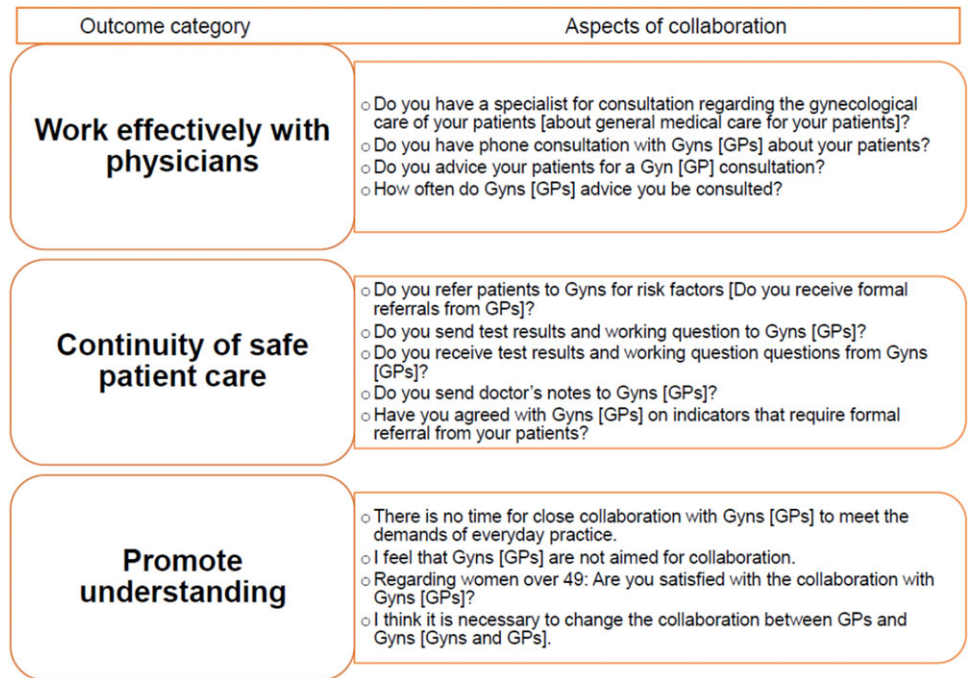 Outcome category
Aspects of collaboration
Work effectively with
physicians
○ Do you have a specialist for consultation regarding the gynecological
care of your patients [about general medical care for your patients]?
○ Do you have phone consultation with Gyns [GPs] about your patients?
○ Do you advice your patients for a Gyn [GP] consultation?
○ How often do Gyns [GPs] advice you be consulted?
Continuity of safe
patient care
○ Do you refer patients to Gyns for risk factors [Do you receive formal
referrals from GPs]?
○ Do you send test results and working question to Gyns [GPs]?
○ Do you receive test results and working question questions from Gyns
[GPs]?
○ Do you send doctor's notes to Gyns [GPs]?
○ Have you agreed with Gyns [GPs] on indicators that require formal
referral from your patients?
Promote
understanding
○ There is no time for close collaboration with Gyns [GPs] to meet the
demands of everyday practice.
○ I feel that Gyns [GPs] are not aimed for collaboration.
○ Regarding women over 49: Are you satisfied with the collaboration with
Gyns [GPs]?
○ I think it is necessary to change the collaboration between GPs and
Gyns [Gyns and GPs].